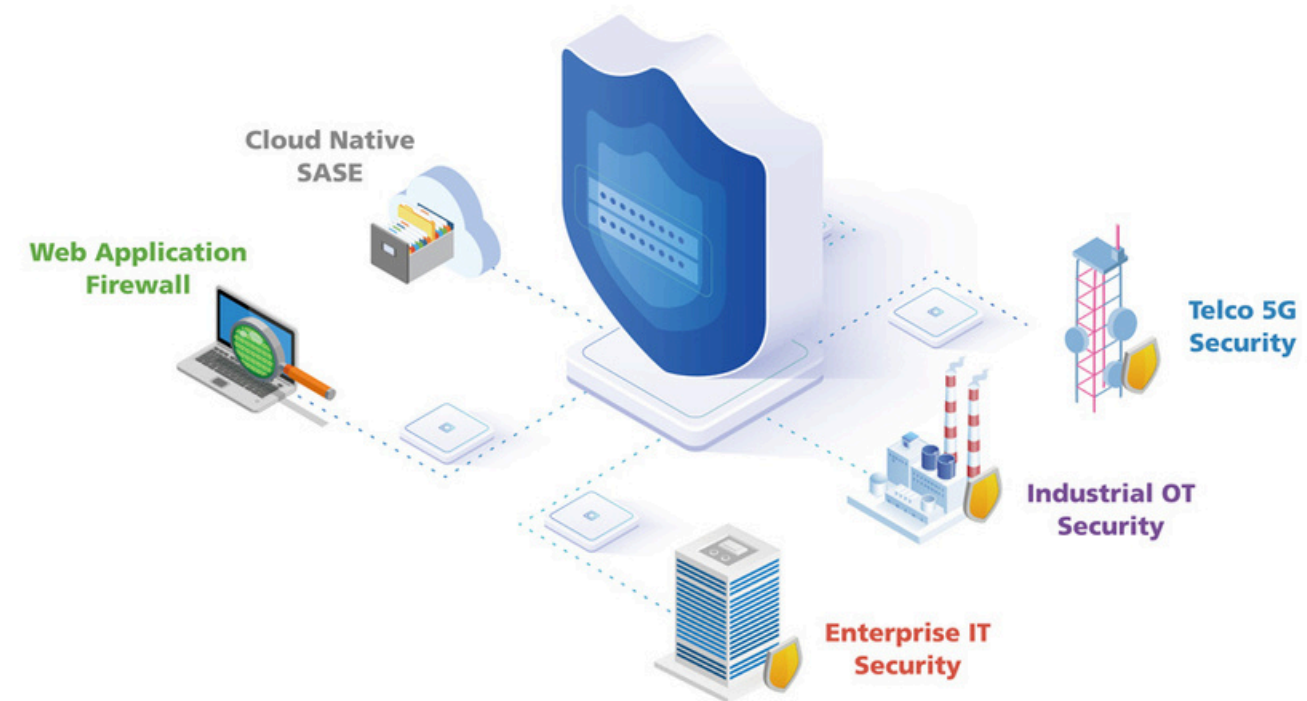 Cloud Native
SASE
Web Application
Firewall
Telco 5G
Security
Industrial OT
Security
Enterprise IT
Security